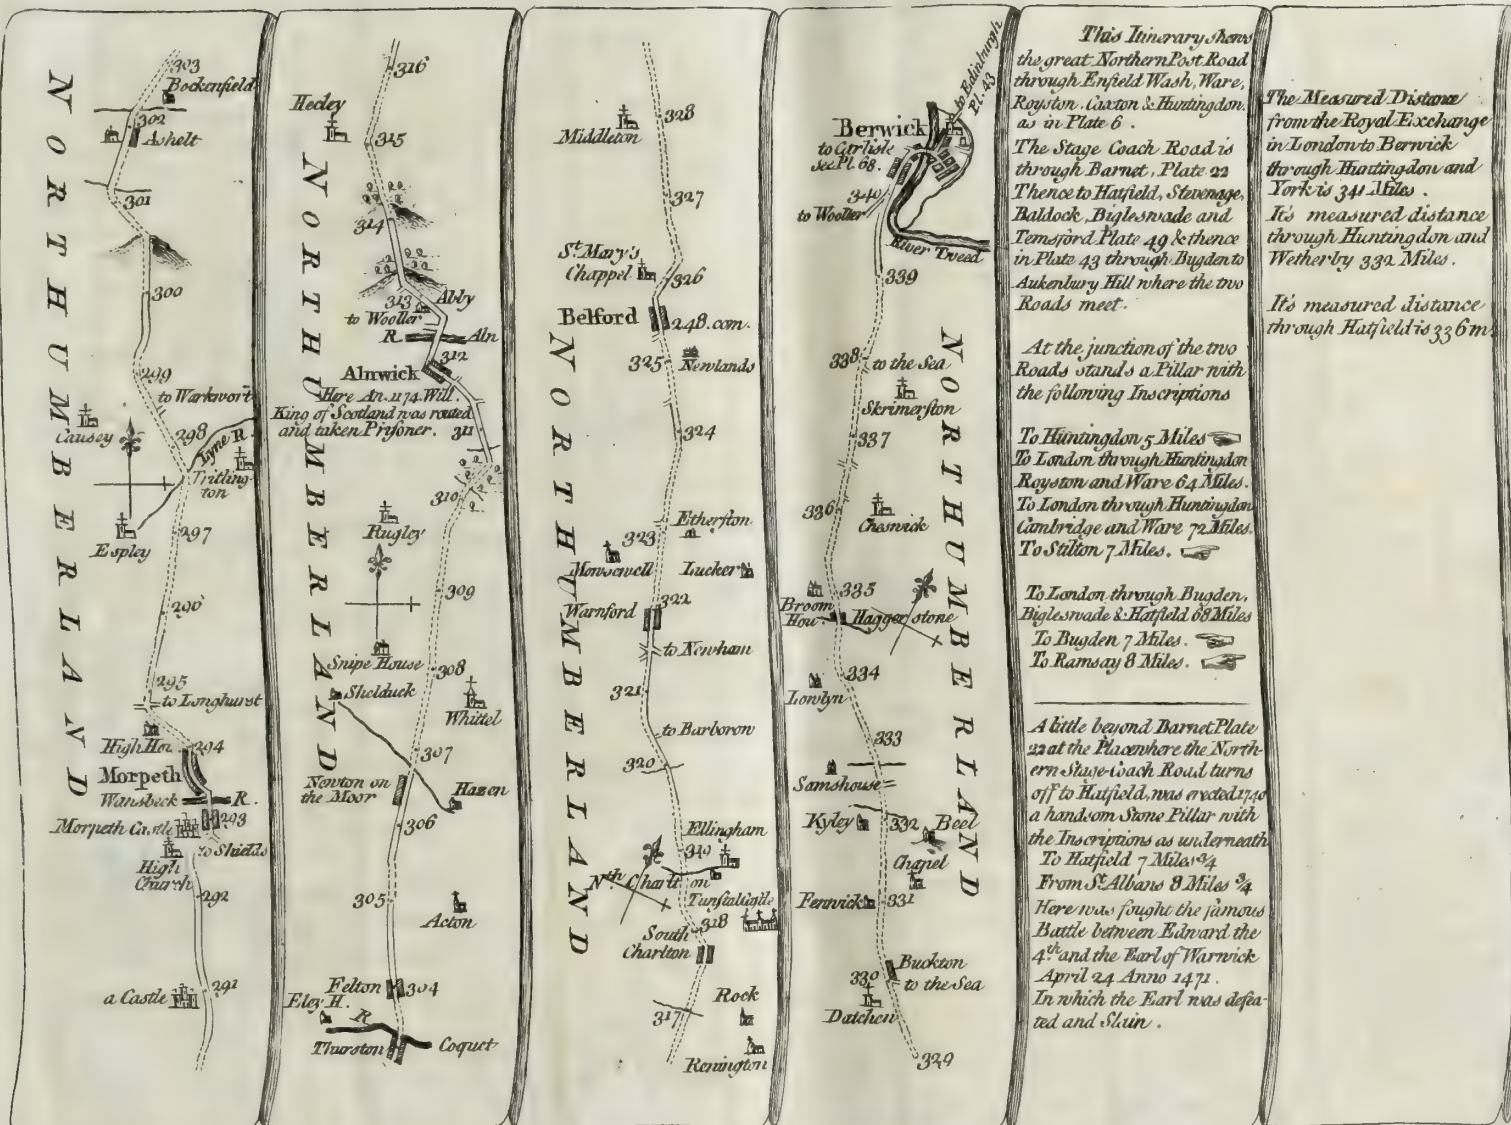 NORTHUMBERLAND
303
Bockenfield
302
Ashelt
301
300
299
to Warkwort
Causey
298
Lyne R.
Tritling-
ton
297
Espley
296
295
to Longhurst
High Hou.
294
Morpeth
Wansbeck R.
Morpeth Castle
293
to Shields
High
Church
292
a Castle
291
NORTHUMBERLAND
316
Hecley
315
314
313
Abby
to Wooller
R. Aln
312
Alnwick
Here An. 1174. Will.
King of Scotland was routed
and taken Prisoner.
311
310
Rugley
309
Snipe House
308
Shelduck
Whittel
307
Newton on
the Moor
Hazen
306
305
Acton
Felton
304
Eley H.
R
Thurston
Coquet
NORTHUMBERLAND
328
Middleton
327
St. Mary's
Chappel
326
Belford
248. com.
325
Newlands
324
Etherston
323
Lucker
322
Warnford
to Newham
321
to Barboron
320
Ellingham
319
Nth Charlton
Tunstal Castle
318
South
Charlton
317
Rock
Renington
NORTHUMBERLAND
to Edinburgh
Pl. 43
Berwick
to Carlisle
See Pl. 68.
340
to Wooller
River Tweed
339
338
to the Sea
Skrimerston
337
336
Cheswick
335
Broom
Hou.
Haggerstone
334
Lowlyn
333
Samshouse
Kyley
332
Beel
Chapel
Fenwick
331
Buckton
330
to the Sea
Datchen
329
This Itinerary shews
the great Northern Post Road
through Enfield Wash, Ware,
Royston, Caxton & Huntingdon.
as in Plate 6.
The Stage Coach Road is
through Barnet, Plate 22
Thence to Hatfield, Stevenage,
Baldock, Bigleswade and
Temsford Plate 49 & thence
in Plate 43 through Bugden to
Aukenbury Hill where the two
Roads meet.
At the junction of the two
Roads stands a Pillar with
the following Inscriptions
To Huntingdon 5 Miles
To London through Huntingdon
Royston and Ware 64 Miles.
To London through Huntingdon
Cambridge and Ware 72 Miles.
To Stilton 7 Miles.
To London through Bugden,
Bigleswade & Hatfield 68 Miles
To Bugden 7 Miles.
To Ramsay 8 Miles.
A little beyond Barnet Plate
22 at the Place where the North-
ern Stage-Coach Road turns
off to Hatfield, was erected 1740
a handsom Stone Pillar with
the Inscriptions as underneath
To Hatfield 7 Miles 3/4
From St. Albans 8 Miles 3/4
Here was fought the famous
Battle between Edward the
4th and the Earl of Warwick
April 24 Anno 1471.
In which the Earl was defea-
ted and Slain.
The Measured Distance
from the Royal Exchange
in London to Berwick
through Huntingdon and
York is 341 Miles.
It's measured distance
through Huntingdon and
Wetherby 332 Miles.
It's measured distance
through Hatfield is 336 m